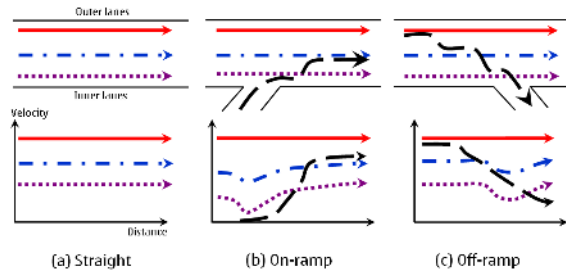 Outer lanes
Inner lanes
Velocity
Distance
(a) Straight
(b) On-ramp
(c) Off-ramp